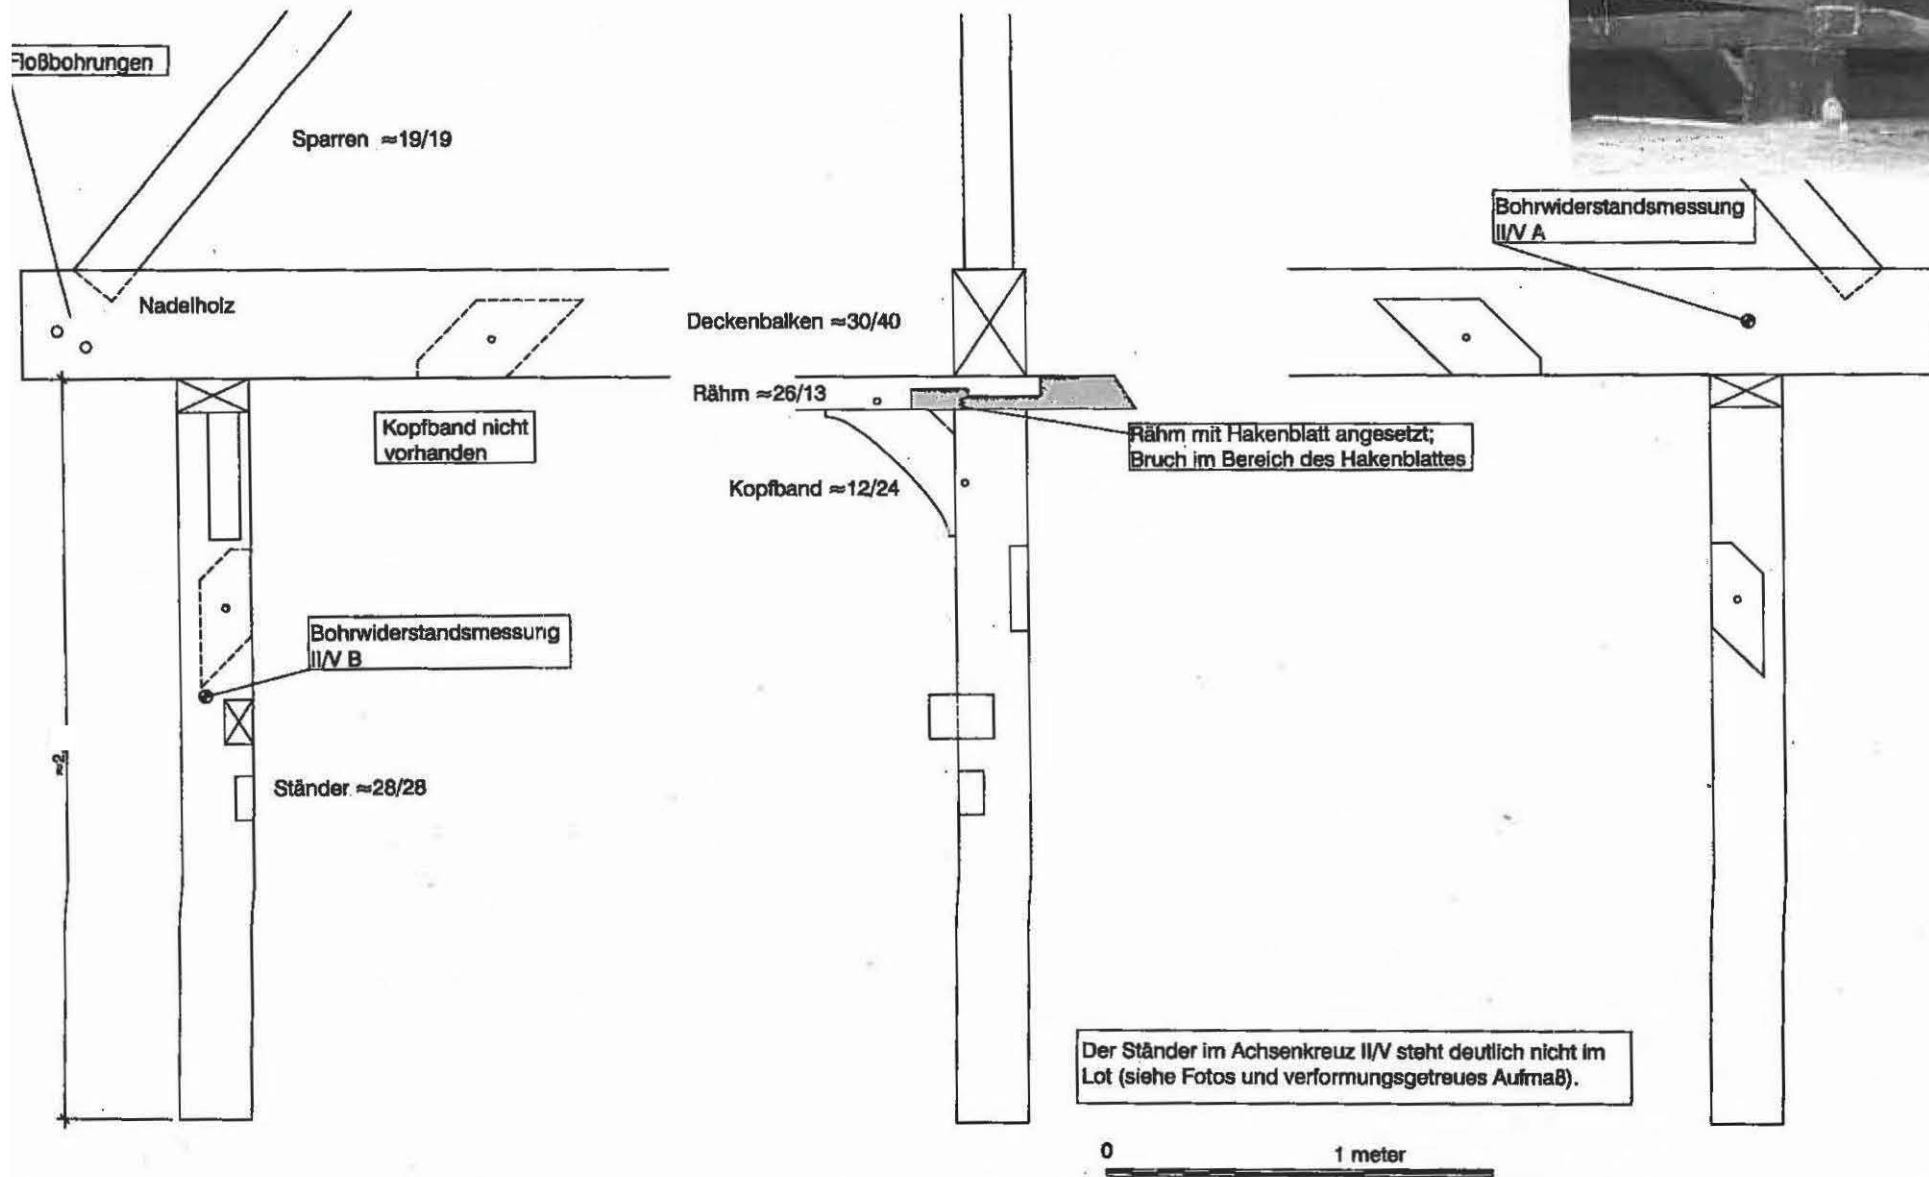 Floßbohrungen
Sparren ≈19/19
Bohrwiderstandsmessung
II/V A
Nadelholz
Deckenbalken ≈30/40
Rähm ≈26/13
Kopfband nicht
vorhanden
Rähm mit Hakenblatt angesetzt;
Bruch im Bereich des Hakenblattes
Kopfband ≈12/24
Bohrwiderstandsmessung
II/V B
≈2
Ständer ≈28/28
Der Ständer im Achsenkreuz II/V steht deutlich nicht im
Lot (siehe Fotos und verformungsgetreues Aufmaß).
0 1 meter